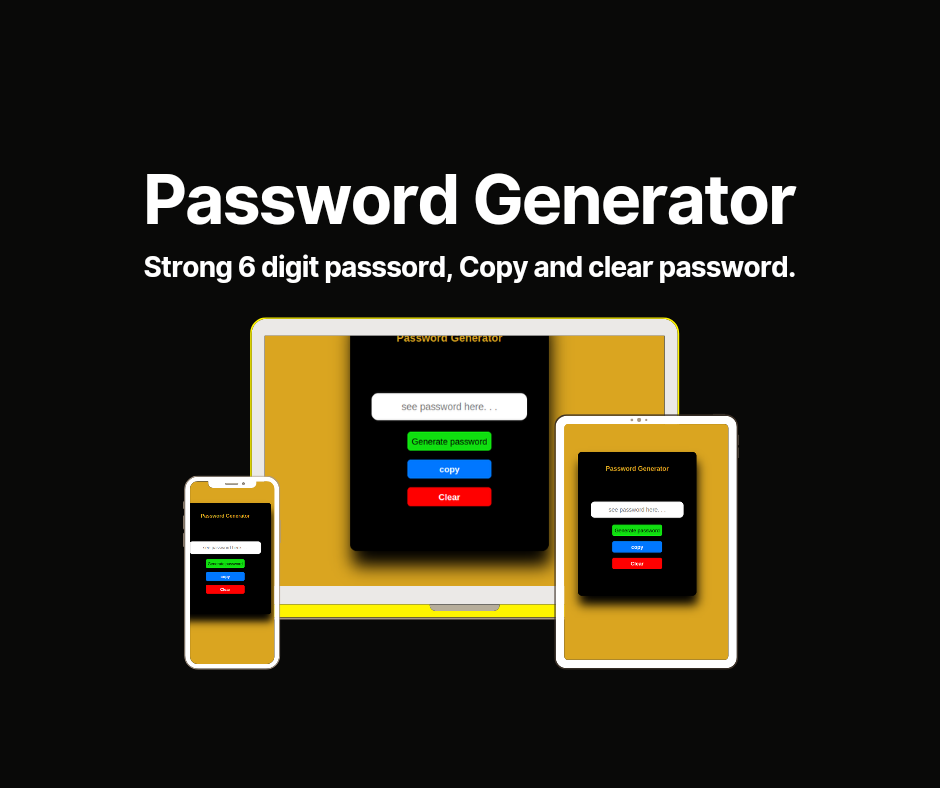 Password Generator
Strong 6 digit passsord, Copy and clear password.
Password Generator
see password here. . .
Generate password
copy
Clear
Password Generator
see password here. . .
Generate password
copy
Clear
Password Generator
see password here. . .
Generate password
copy
Clear